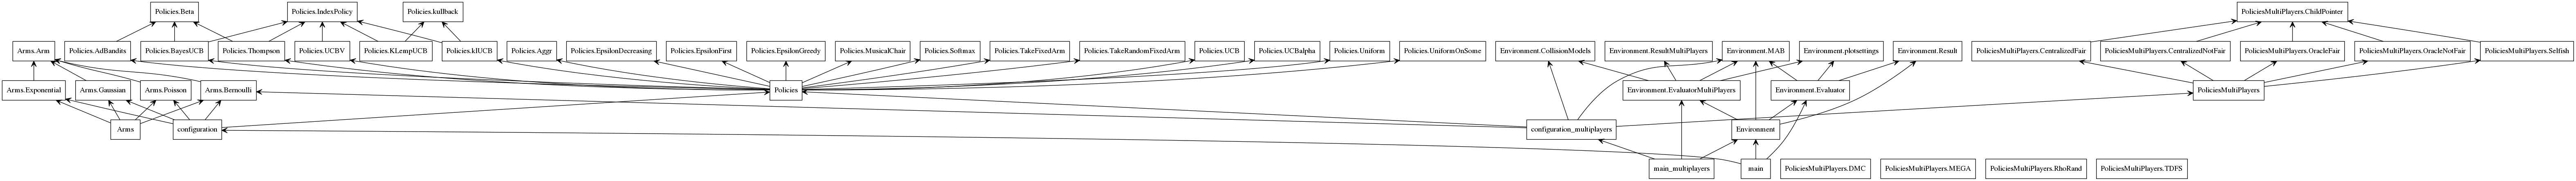 Policies.Beta
Policies.IndexPolicy
Policies.kullback
PoliciesMultiPlayers.ChildPointer
Arms.Arm
Policies.AdBandits
Policies.BayesUCB
Policies.Thompson
Policies.UCBV
Policies.KLempUCB
Policies.klUCB
Policies.Aggr
Policies.EpsilonDecreasing
Policies.EpsilonFirst
Policies.EpsilonGreedy
Policies.MusicalChair
Policies.Softmax
Policies.TakeFixedArm
Policies.TakeRandomFixedArm
Policies.UCB
Policies.UCBalpha
Policies.Uniform
Policies.UniformOnSome
Environment.CollisionModels
Environment.ResultMultiPlayers
Environment.MAB
Environment.plotsettings
Environment.Result
PoliciesMultiPlayers.CentralizedFair
PoliciesMultiPlayers.CentralizedNotFair
PoliciesMultiPlayers.OracleFair
PoliciesMultiPlayers.OracleNotFair
PoliciesMultiPlayers.Selfish
Arms.Exponential
Arms.Gaussian
Arms.Poisson
Arms.Bernoulli
Policies
Environment.EvaluatorMultiPlayers
Environment.Evaluator
PoliciesMultiPlayers
Arms
configuration
configuration_multiplayers
Environment
main_multiplayers
main
PoliciesMultiPlayers.DMC
PoliciesMultiPlayers.MEGA
PoliciesMultiPlayers.RhoRand
PoliciesMultiPlayers.TDFS